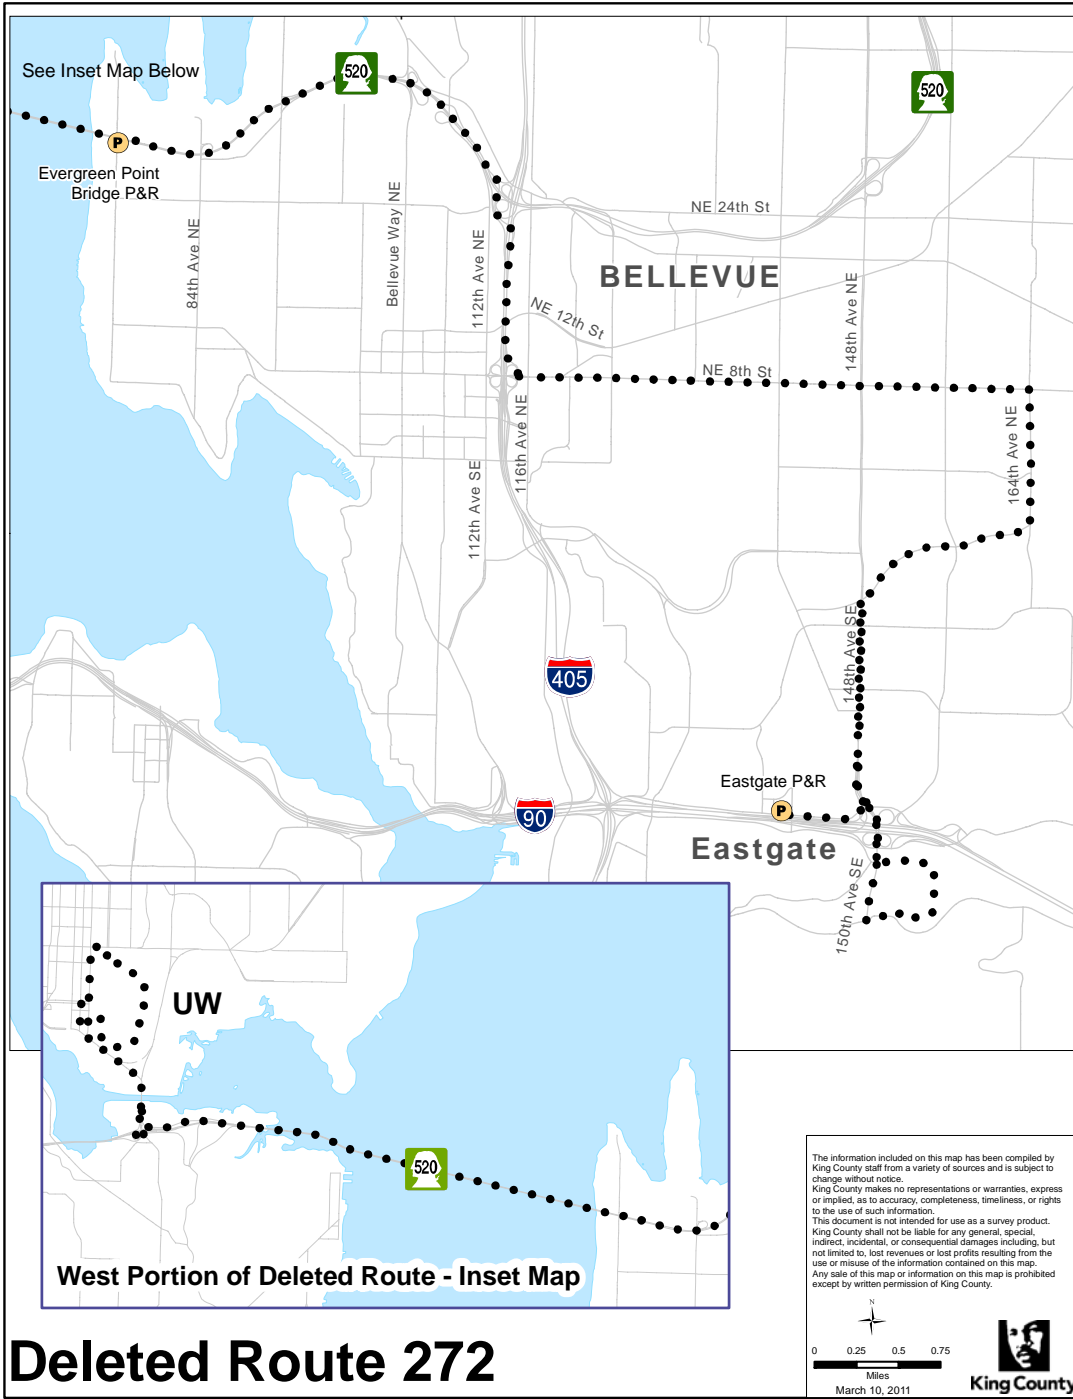 See Inset Map Below
520
520
Evergreen Point
Bridge P&R
P
84th Ave NE
Bellevue Way NE
112th Ave NE
NE 24th St
BELLEVUE
NE 12th St
148th Ave NE
NE 8th St
116th Ave NE
164th Ave NE
112th Ave SE
148th Ave SE
405
Eastgate P&R
P
90
Eastgate
150th Ave SE
UW
520
West Portion of Deleted Route - Inset Map
The information included on this map has been compiled by
King County staff from a variety of sources and is subject to
change without notice.
King County makes no representations or warranties, express
or implied, as to accuracy, completeness, timeliness, or rights
to the use of such information.
This document is not intended for use as a survey product.
King County shall not be liable for any general, special,
indirect, incidental, or consequential damages including, but
not limited to, lost revenues or lost profits resulting from the
use or misuse of the information contained on this map.
Any sale of this map or information on this map is prohibited
except by written permission of King County.
N
0 0.25 0.5 0.75
Miles
March 10, 2011
King County
Deleted Route 272